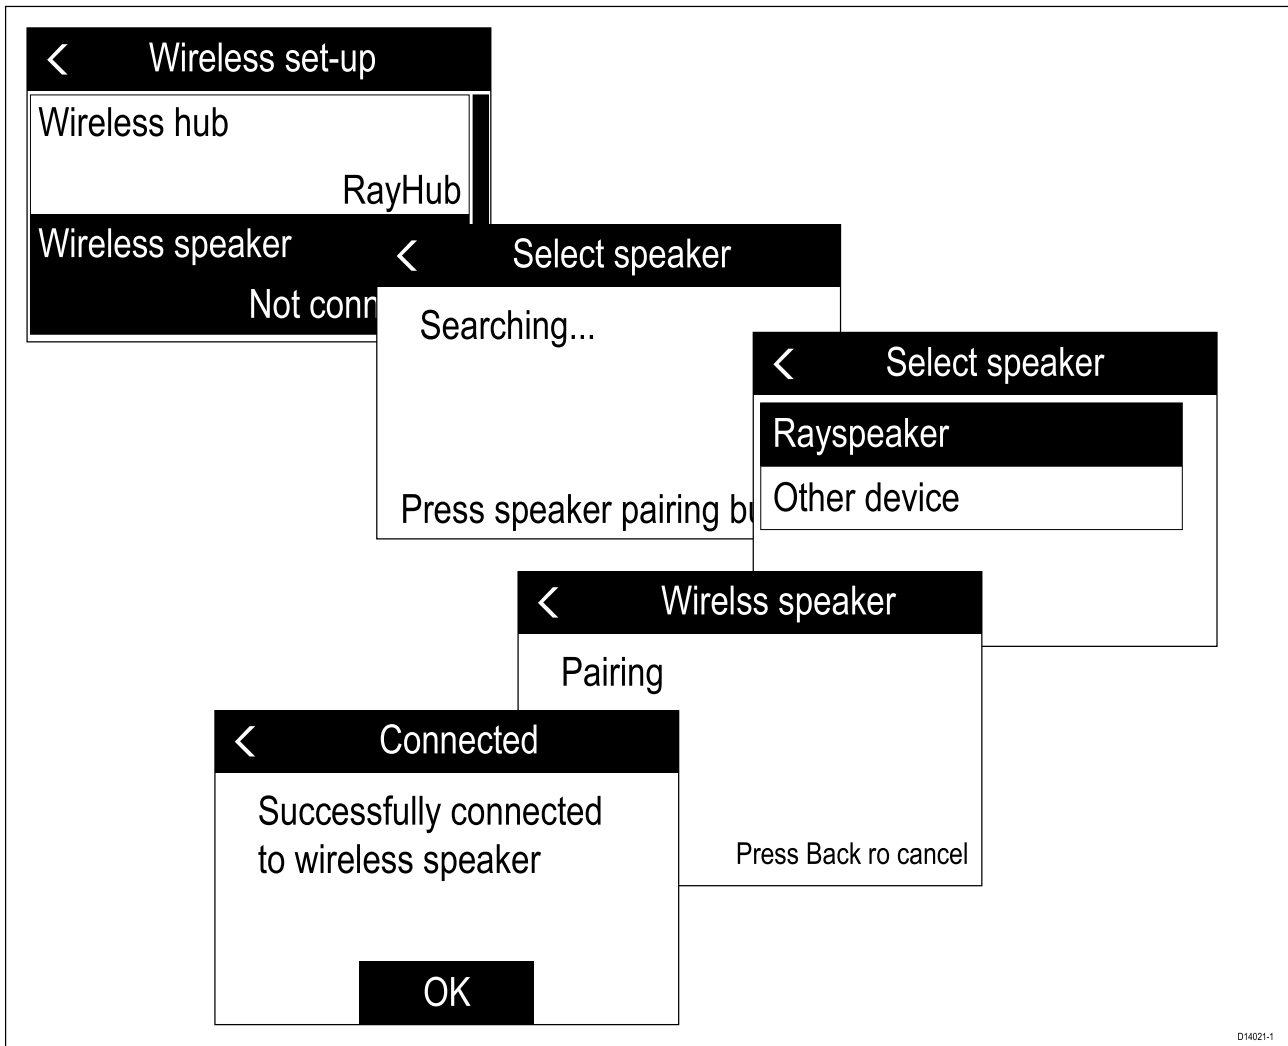 Wireless set-up
Wireless hub
RayHub
Wireless speaker
Not conn
Select speaker
Searching...
Press speaker pairing
Select speaker
Rayspeaker
Other device
Wirelss speaker
Pairing
Press Back ro cancel
Connected
Successfully connected
to wireless speaker
OK
D14021-1